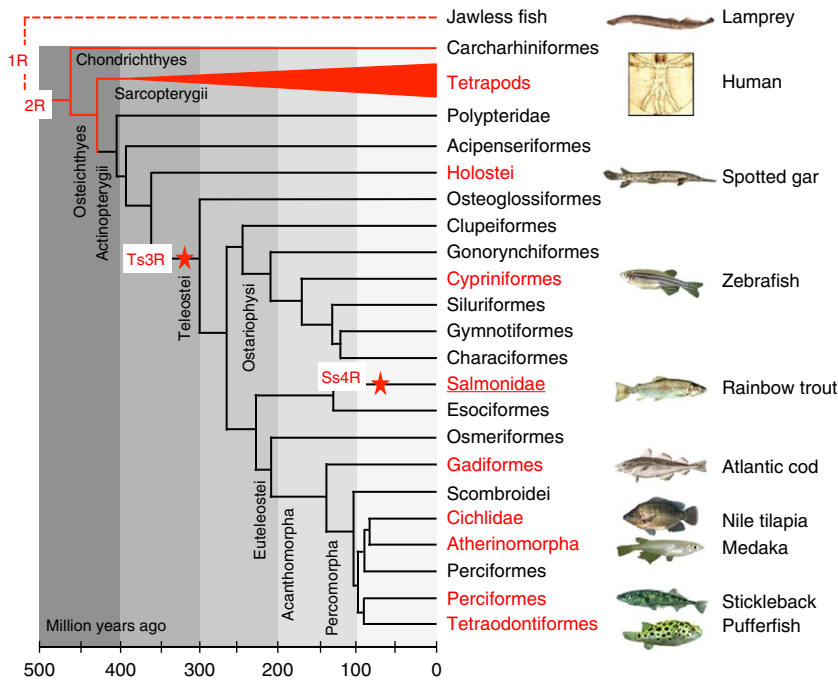 Jawless fish
Lamprey
1R
Carcharhiniformes
Chondrichthyes
Tetrapods
Human
Sarcopterygii
2R
Polypteridae
Osteichthyes
Actinopterygii
Acipenseriformes
Holostei
Spotted gar
Osteoglossiformes
Clupeiformes
Ts3R
Gonorynchiformes
Teleostei
Ostariophysi
Cypriniformes
Zebrafish
Siluriformes
Gymnotiformes
Characiformes
Ss4R
Salmonidae
Rainbow trout
Esociformes
Osmeriformes
Gadiformes
Atlantic cod
Euteleostei
Acanthomorpha
Percomorpha
Scombroidei
Cichlidae
Nile tilapia
Atherinomorpha
Medaka
Perciformes
Perciformes
Stickleback
Tetraodontiformes
Pufferfish
Million years ago
500 400 300 200 100 0